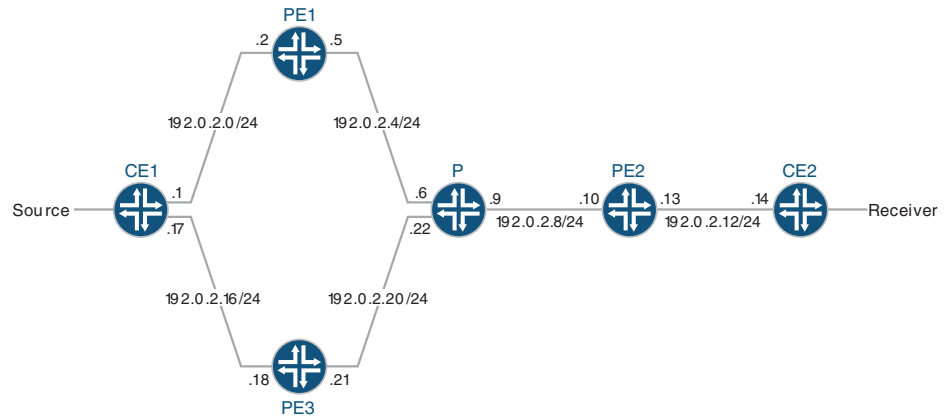 PE1
.2
.5
192.0.2.0/24
192.0.2.4/24
CE1
P
PE2
CE2
.1
.6
.9
.10
.13
.14
Source
Receiver
.17
.22
192.0.2.8/24
192.0.2.12/24
192.0.2.16/24
192.0.2.20/24
.18
.21
PE3